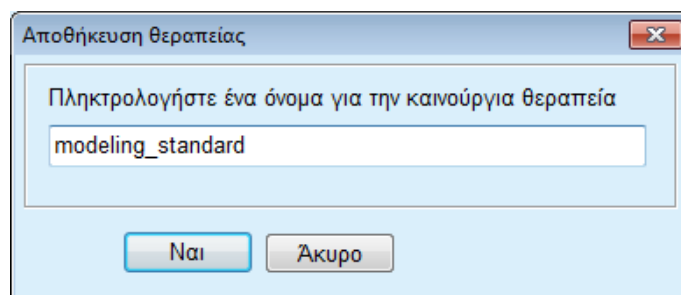 Αποθήκευση θεραπείας
Πληκτρολογήστε ένα όνομα για την καινούργια θεραπεία
modeling_standard
Ναι
Άκυρο